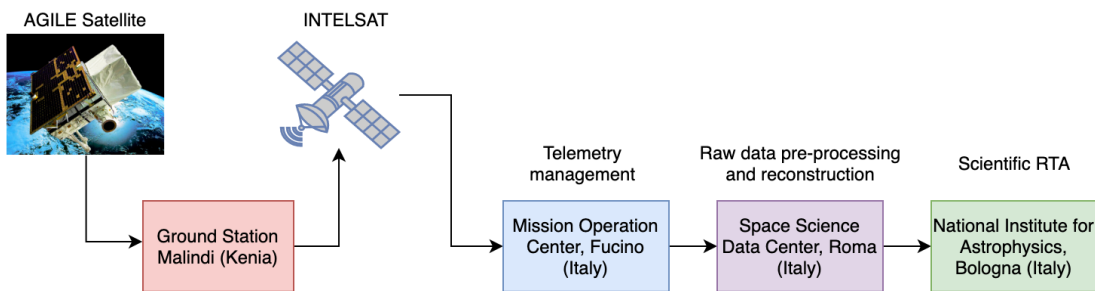 AGILE Satellite
INTELSAT
Ground Station
Malindi (Kenia)
Telemetry
management
Mission Operation
Center, Fucino
(Italy)
Raw data pre-processing
and reconstruction
Space Science
Data Center, Roma
(Italy)
Scientific RTA
National Institute for
Astrophysics,
Bologna (Italy)